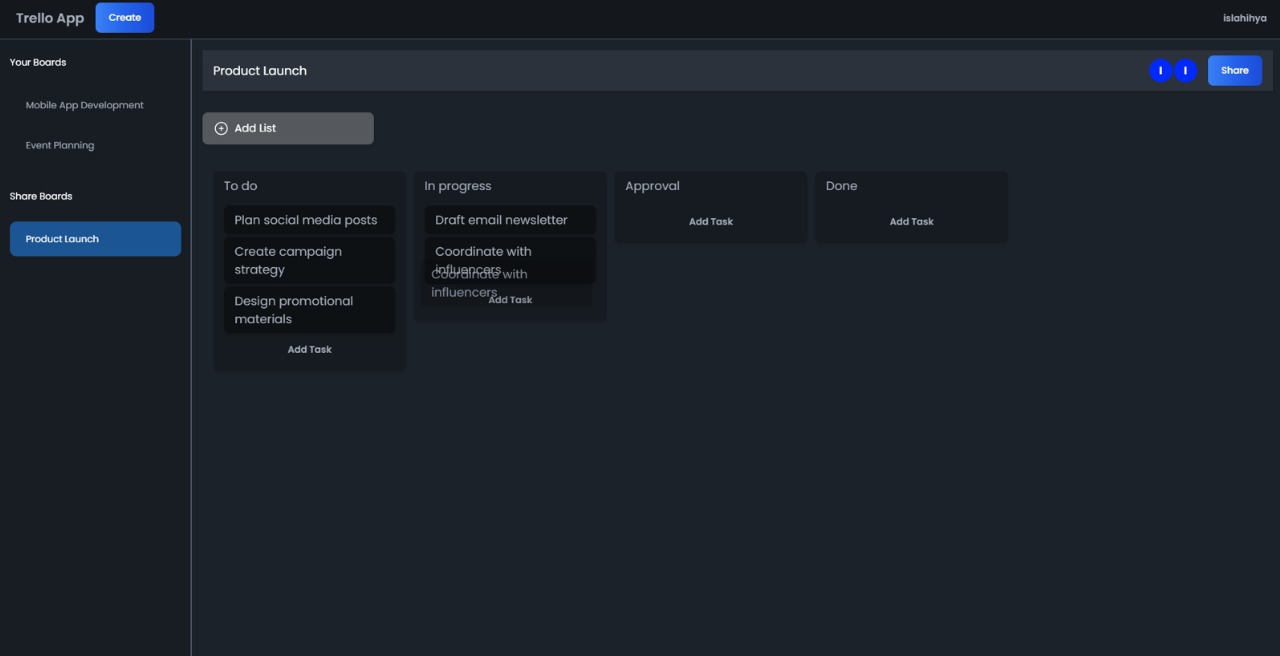 Trello App
Create
islahihya
Your Boards
Mobile App Development
Event Planning
Share Boards
Product Launch
Product Launch
I
I
Share
Add List
To do
Plan social media posts
Create campaign
strategy
Design promotional
materials
Add Task
In progress
Draft email newsletter
Coordinate with
influencers
Coordinate with
influencers
Add Task
Approval
Add Task
Done
Add Task